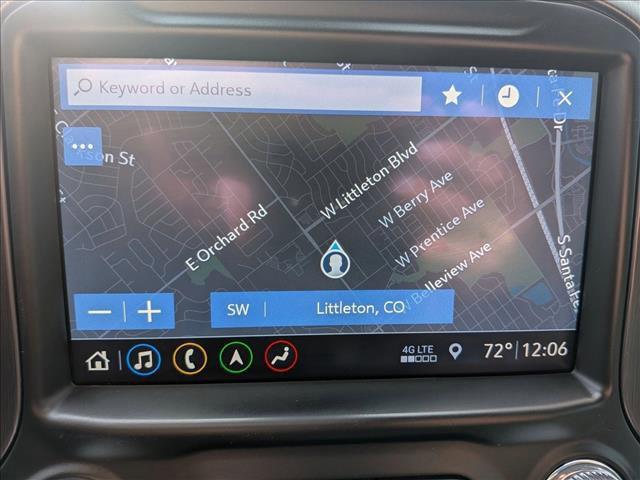 Keyword or Address
W Littleton Blvd
W Berry Ave
E Orchard Rd
W Prentice Ave
W Belleview Ave
S Santa Fe
SW
Littleton, CO
4G LTE
72° 12:06